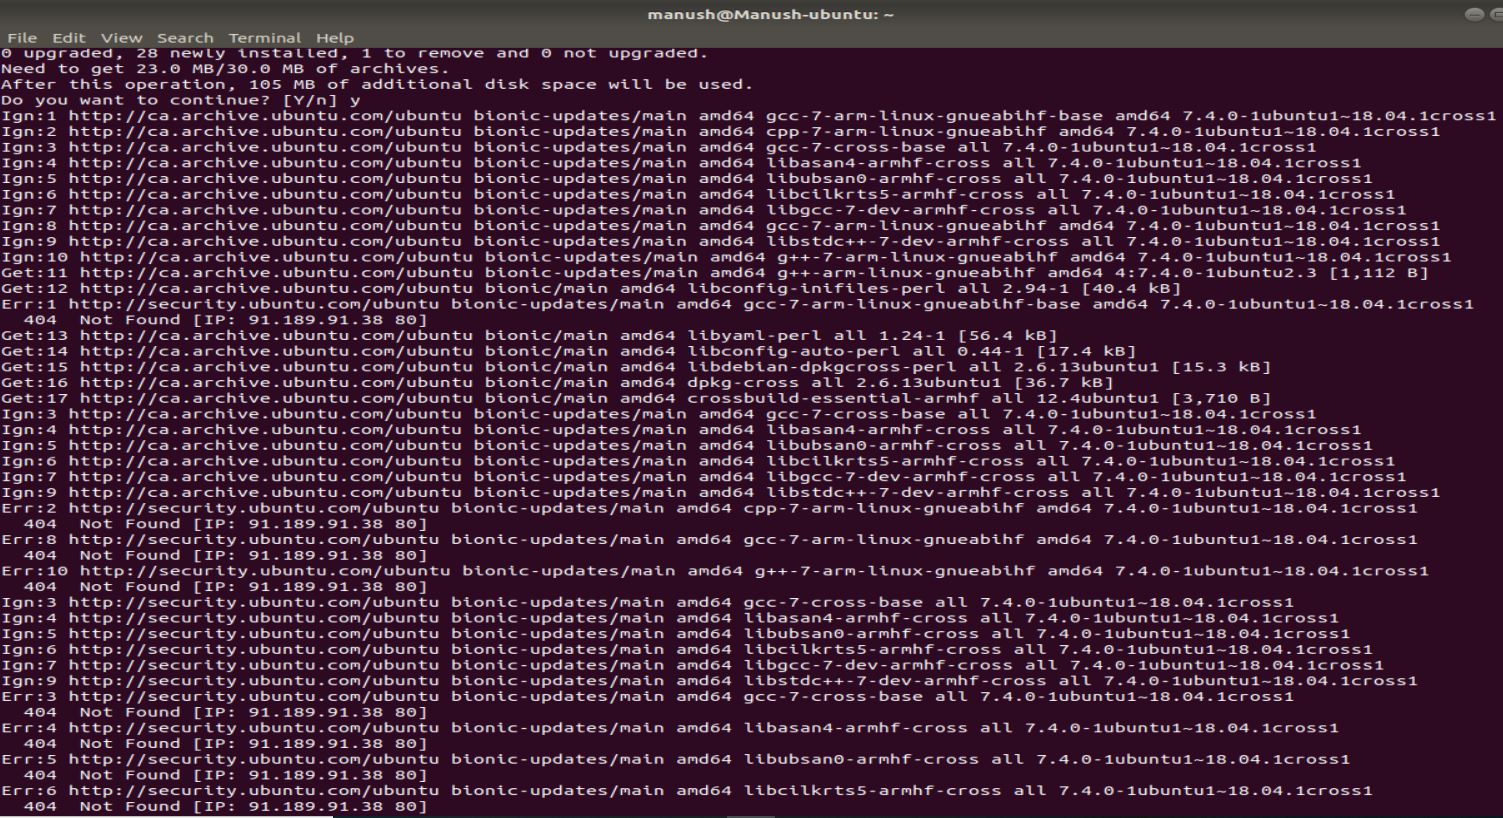 manush@Manush-ubuntu: ~
File Edit View Search Terminal Help
0 upgraded, 28 newly installed, 1 to remove and 0 not upgraded.
Need to get 23.0 MB/30.0 MB of archives.
After this operation, 105 MB of additional disk space will be used.
Do you want to continue? [Y/n] y
Ign:1 http://ca.archive.ubuntu.com/ubuntu bionic-updates/main amd64 gcc-7-arm-linux-gnueabihf-base amd64 7.4.0-1ubuntu1~18.04.1cross1
Ign:2 http://ca.archive.ubuntu.com/ubuntu bionic-updates/main amd64 cpp-7-arm-linux-gnueabihf amd64 7.4.0-1ubuntu1~18.04.1cross1
Ign:3 http://ca.archive.ubuntu.com/ubuntu bionic-updates/main amd64 gcc-7-cross-base all 7.4.0-1ubuntu1~18.04.1cross1
Ign:4 http://ca.archive.ubuntu.com/ubuntu bionic-updates/main amd64 libasan4-armhf-cross all 7.4.0-1ubuntu1~18.04.1cross1
Ign:5 http://ca.archive.ubuntu.com/ubuntu bionic-updates/main amd64 libubsan0-armhf-cross all 7.4.0-1ubuntu1~18.04.1cross1
Ign:6 http://ca.archive.ubuntu.com/ubuntu bionic-updates/main amd64 libcilkrts5-armhf-cross all 7.4.0-1ubuntu1~18.04.1cross1
Ign:7 http://ca.archive.ubuntu.com/ubuntu bionic-updates/main amd64 libgcc-7-dev-armhf-cross all 7.4.0-1ubuntu1~18.04.1cross1
Ign:8 http://ca.archive.ubuntu.com/ubuntu bionic-updates/main amd64 gcc-7-arm-linux-gnueabihf amd64 7.4.0-1ubuntu1~18.04.1cross1
Ign:9 http://ca.archive.ubuntu.com/ubuntu bionic-updates/main amd64 libstdc++-7-dev-armhf-cross all 7.4.0-1ubuntu1~18.04.1cross1
Ign:10 http://ca.archive.ubuntu.com/ubuntu bionic-updates/main amd64 g++-7-arm-linux-gnueabihf amd64 7.4.0-1ubuntu1~18.04.1cross1
Get:11 http://ca.archive.ubuntu.com/ubuntu bionic-updates/main amd64 g++-arm-linux-gnueabihf amd64 4:7.4.0-1ubuntu2.3 [1,112 B]
Get:12 http://ca.archive.ubuntu.com/ubuntu bionic/main amd64 libconfig-inifiles-perl all 2.94-1 [40.4 kB]
Err:1 http://security.ubuntu.com/ubuntu bionic-updates/main amd64 gcc-7-arm-linux-gnueabihf-base amd64 7.4.0-1ubuntu1~18.04.1cross1
  404  Not Found [IP: 91.189.91.38 80]
Get:13 http://ca.archive.ubuntu.com/ubuntu bionic/main amd64 libyaml-perl all 1.24-1 [56.4 kB]
Get:14 http://ca.archive.ubuntu.com/ubuntu bionic/main amd64 libconfig-auto-perl all 0.44-1 [17.4 kB]
Get:15 http://ca.archive.ubuntu.com/ubuntu bionic/main amd64 libdebian-dpkgcross-perl all 2.6.13ubuntu1 [15.3 kB]
Get:16 http://ca.archive.ubuntu.com/ubuntu bionic/main amd64 dpkg-cross all 2.6.13ubuntu1 [36.7 kB]
Get:17 http://ca.archive.ubuntu.com/ubuntu bionic/main amd64 crossbuild-essential-armhf all 12.4ubuntu1 [3,710 B]
Ign:3 http://ca.archive.ubuntu.com/ubuntu bionic-updates/main amd64 gcc-7-cross-base all 7.4.0-1ubuntu1~18.04.1cross1
Ign:4 http://ca.archive.ubuntu.com/ubuntu bionic-updates/main amd64 libasan4-armhf-cross all 7.4.0-1ubuntu1~18.04.1cross1
Ign:5 http://ca.archive.ubuntu.com/ubuntu bionic-updates/main amd64 libubsan0-armhf-cross all 7.4.0-1ubuntu1~18.04.1cross1
Ign:6 http://ca.archive.ubuntu.com/ubuntu bionic-updates/main amd64 libcilkrts5-armhf-cross all 7.4.0-1ubuntu1~18.04.1cross1
Ign:7 http://ca.archive.ubuntu.com/ubuntu bionic-updates/main amd64 libgcc-7-dev-armhf-cross all 7.4.0-1ubuntu1~18.04.1cross1
Ign:9 http://ca.archive.ubuntu.com/ubuntu bionic-updates/main amd64 libstdc++-7-dev-armhf-cross all 7.4.0-1ubuntu1~18.04.1cross1
Err:2 http://security.ubuntu.com/ubuntu bionic-updates/main amd64 cpp-7-arm-linux-gnueabihf amd64 7.4.0-1ubuntu1~18.04.1cross1
  404  Not Found [IP: 91.189.91.38 80]
Err:8 http://security.ubuntu.com/ubuntu bionic-updates/main amd64 gcc-7-arm-linux-gnueabihf amd64 7.4.0-1ubuntu1~18.04.1cross1
  404  Not Found [IP: 91.189.91.38 80]
Err:10 http://security.ubuntu.com/ubuntu bionic-updates/main amd64 g++-7-arm-linux-gnueabihf amd64 7.4.0-1ubuntu1~18.04.1cross1
  404  Not Found [IP: 91.189.91.38 80]
Ign:3 http://security.ubuntu.com/ubuntu bionic-updates/main amd64 gcc-7-cross-base all 7.4.0-1ubuntu1~18.04.1cross1
Ign:4 http://security.ubuntu.com/ubuntu bionic-updates/main amd64 libasan4-armhf-cross all 7.4.0-1ubuntu1~18.04.1cross1
Ign:5 http://security.ubuntu.com/ubuntu bionic-updates/main amd64 libubsan0-armhf-cross all 7.4.0-1ubuntu1~18.04.1cross1
Ign:6 http://security.ubuntu.com/ubuntu bionic-updates/main amd64 libcilkrts5-armhf-cross all 7.4.0-1ubuntu1~18.04.1cross1
Ign:7 http://security.ubuntu.com/ubuntu bionic-updates/main amd64 libgcc-7-dev-armhf-cross all 7.4.0-1ubuntu1~18.04.1cross1
Ign:9 http://security.ubuntu.com/ubuntu bionic-updates/main amd64 libstdc++-7-dev-armhf-cross all 7.4.0-1ubuntu1~18.04.1cross1
Err:3 http://security.ubuntu.com/ubuntu bionic-updates/main amd64 gcc-7-cross-base all 7.4.0-1ubuntu1~18.04.1cross1
  404  Not Found [IP: 91.189.91.38 80]
Err:4 http://security.ubuntu.com/ubuntu bionic-updates/main amd64 libasan4-armhf-cross all 7.4.0-1ubuntu1~18.04.1cross1
  404  Not Found [IP: 91.189.91.38 80]
Err:5 http://security.ubuntu.com/ubuntu bionic-updates/main amd64 libubsan0-armhf-cross all 7.4.0-1ubuntu1~18.04.1cross1
  404  Not Found [IP: 91.189.91.38 80]
Err:6 http://security.ubuntu.com/ubuntu bionic-updates/main amd64 libcilkrts5-armhf-cross all 7.4.0-1ubuntu1~18.04.1cross1
  404  Not Found [IP: 91.189.91.38 80]